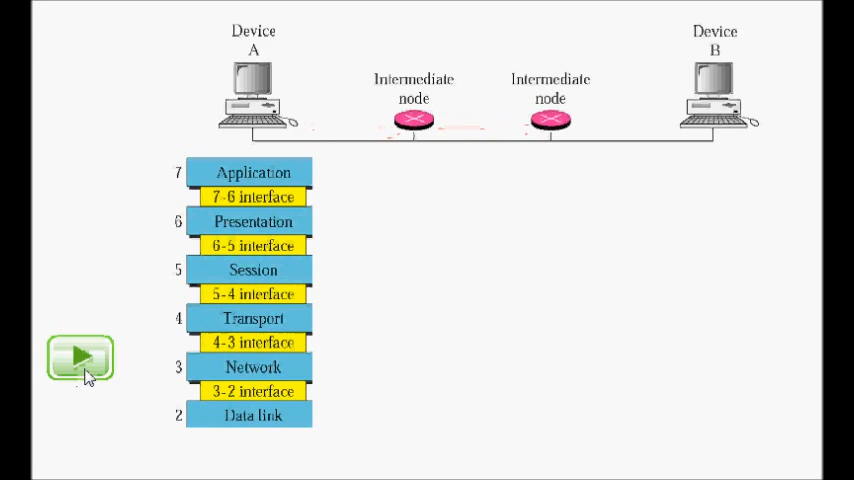 Device
A
Device
B
Intermediate
node
Intermediate
node
7 Application
7-6 interface
6 Presentation
6-5 interface
5 Session
5-4 interface
4 Transport
4-3 interface
3 Network
3-2 interface
2 Data link